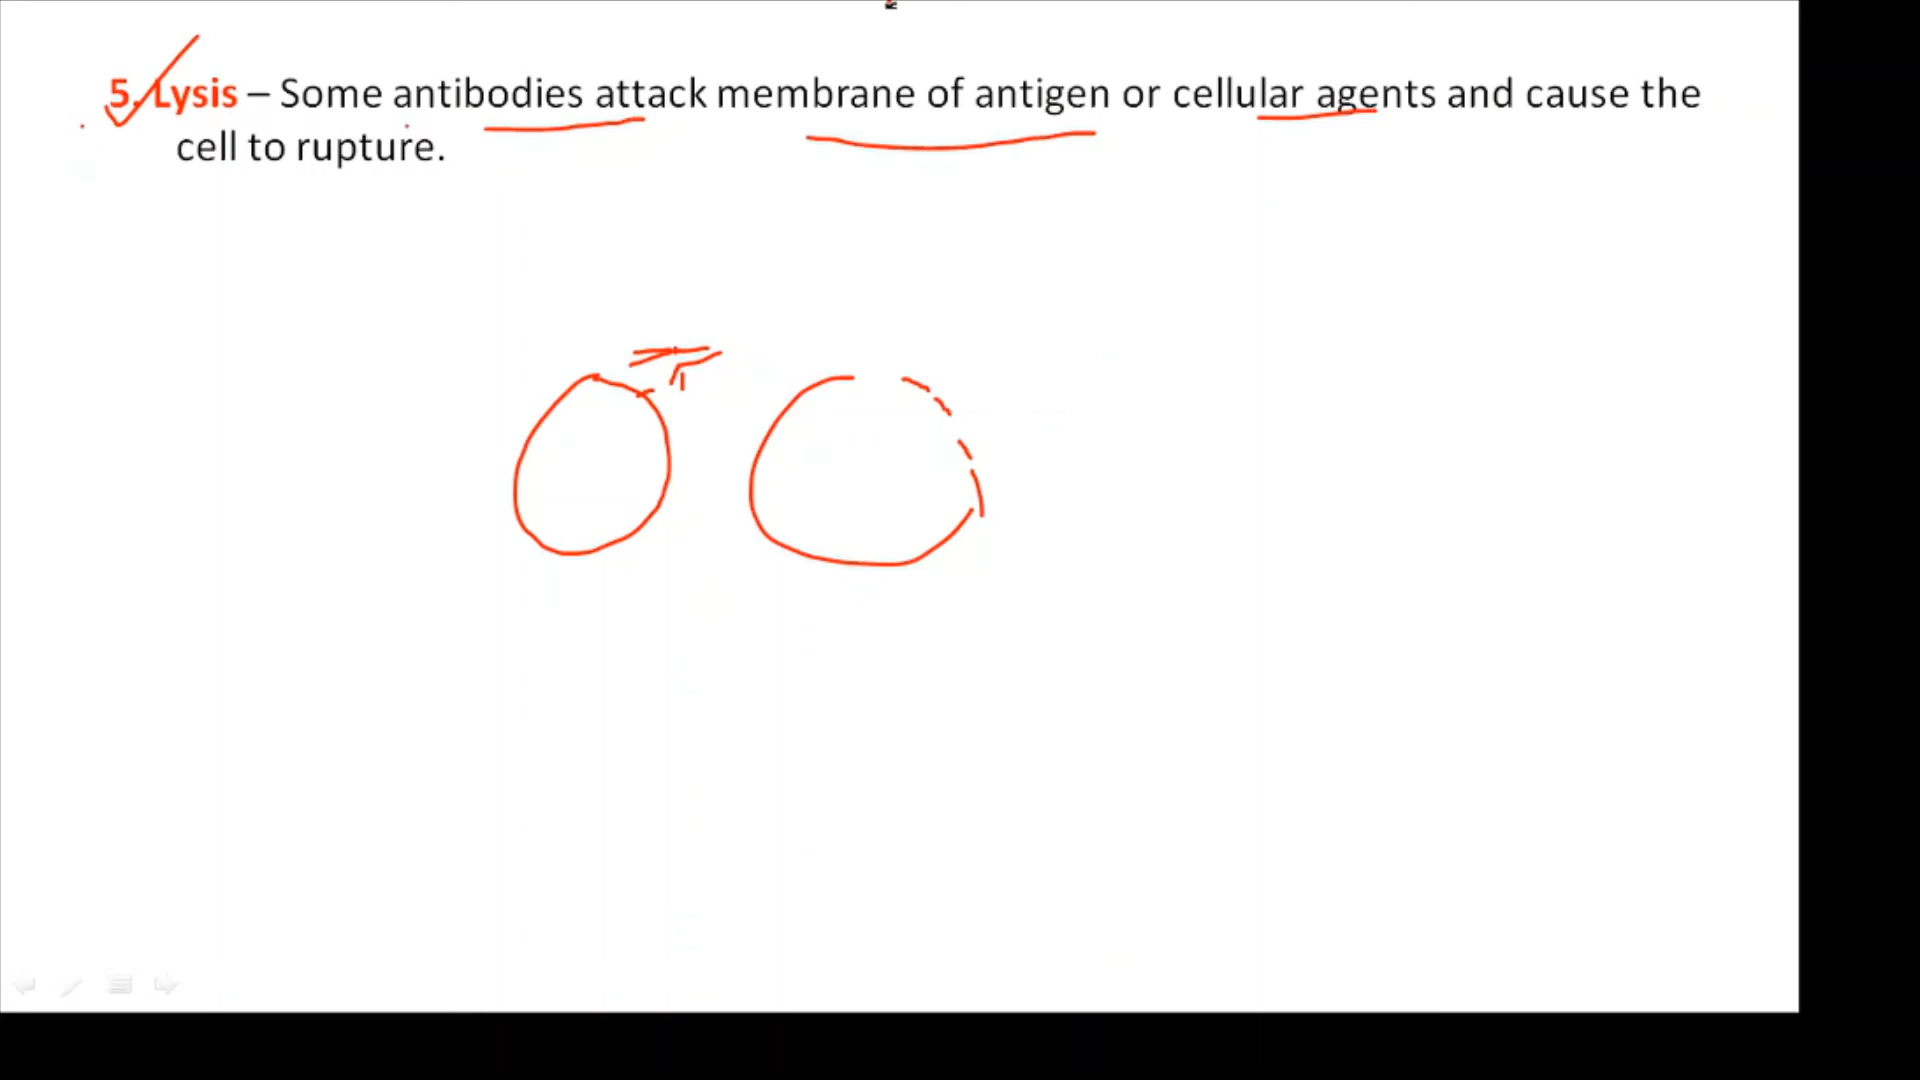 5. Lysis – Some antibodies attack membrane of antigen or cellular agents and cause the
cell to rupture.